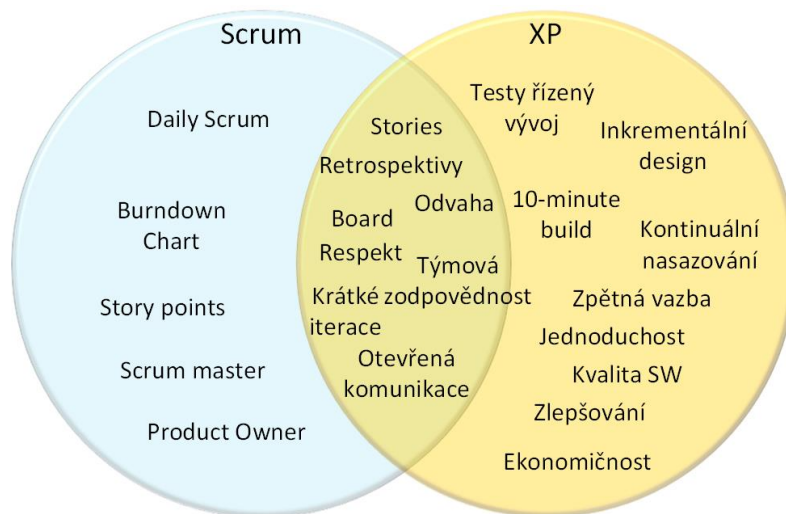 Scrum
XP
Daily Scrum
Burndown
Chart
Story points
Scrum master
Product Owner
Stories
Retrospektivy
Board
Odvaha
Respekt
Týmová
zodpovědnost
Krátké
iterace
Otevřená
komunikace
Testy řízený
vývoj
Inkrementální
design
10-minute
build
Kontinuální
nasazování
Zpětná vazba
Jednoduchost
Kvalita SW
Zlepšování
Ekonomičnost